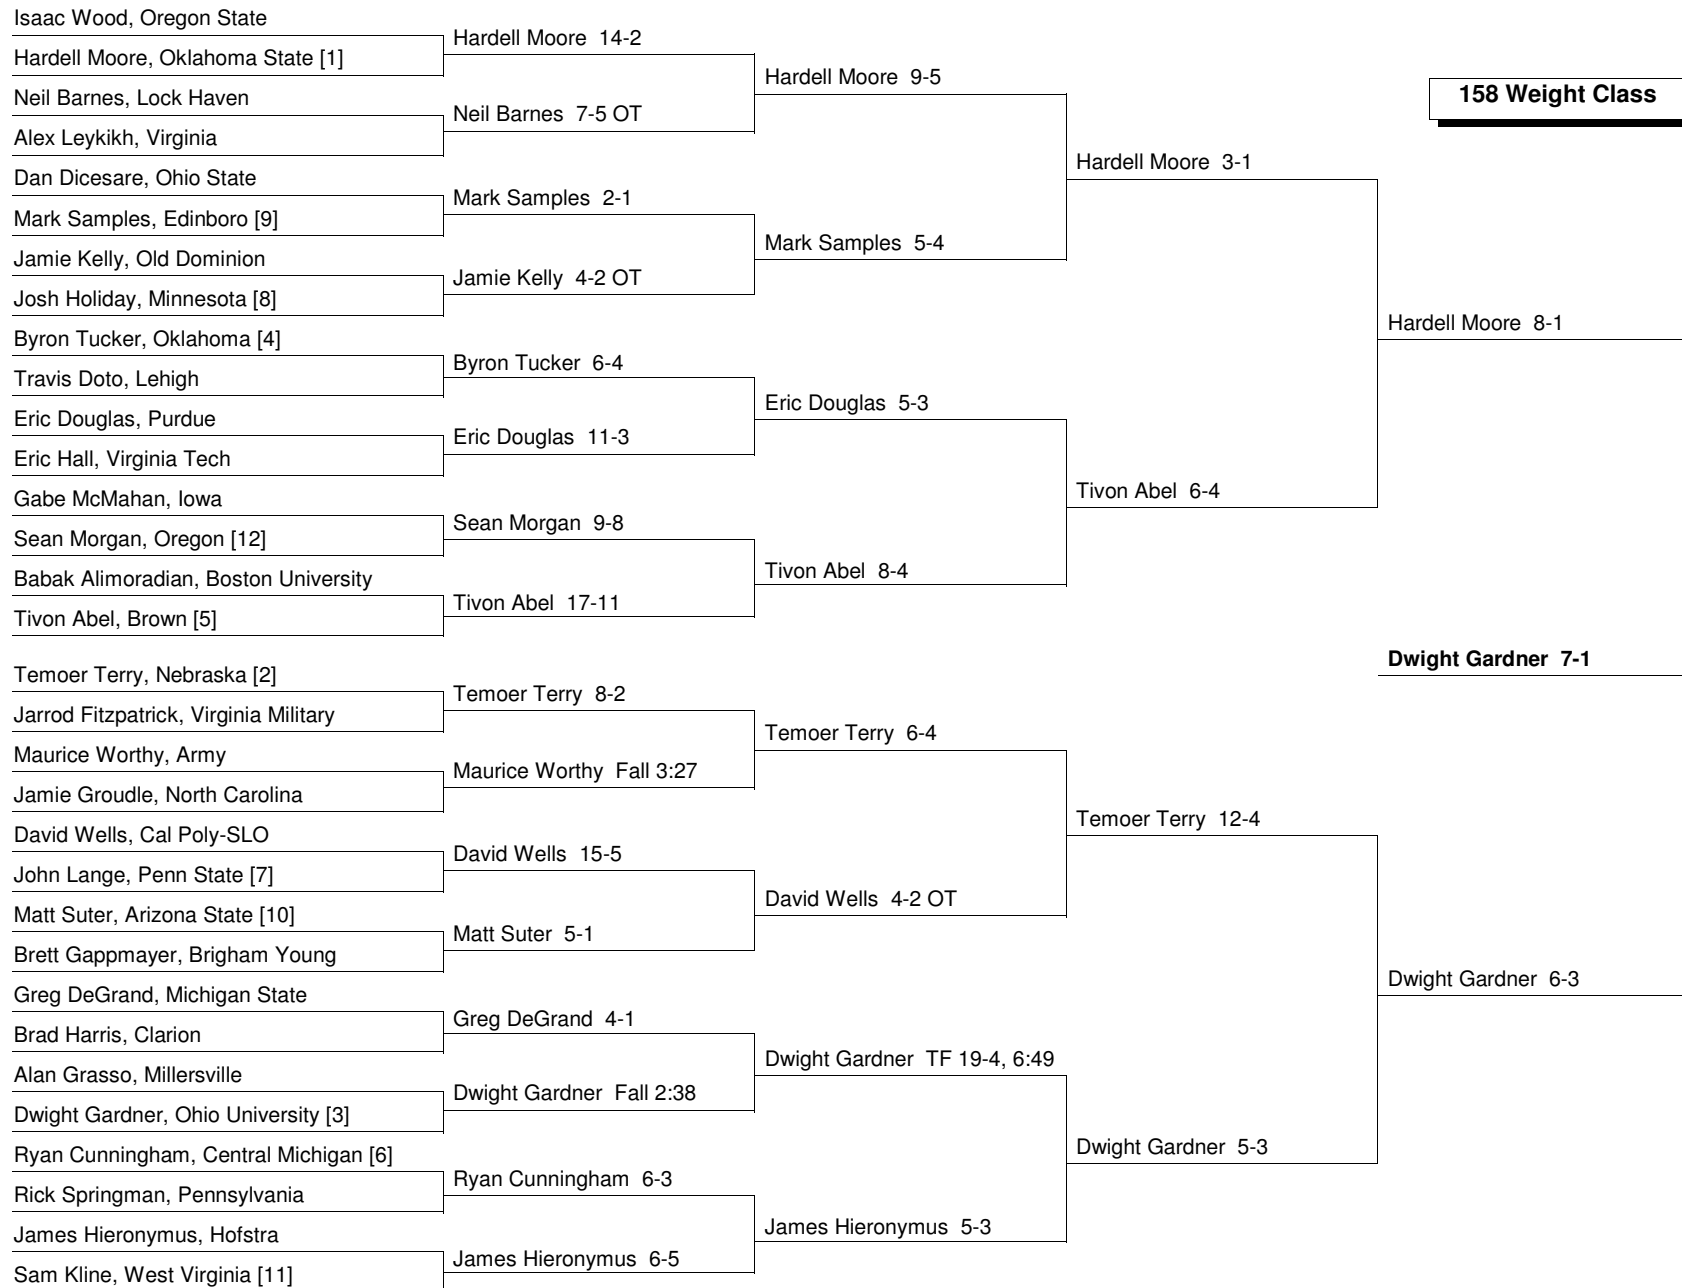 Isaac Wood, Oregon State
Hardell Moore, Oklahoma State [1]
Neil Barnes, Lock Haven
Alex Leykikh, Virginia
Dan Dicesare, Ohio State
Mark Samples, Edinboro [9]
Jamie Kelly, Old Dominion
Josh Holiday, Minnesota [8]
Byron Tucker, Oklahoma [4]
Travis Doto, Lehigh
Eric Douglas, Purdue
Eric Hall, Virginia Tech
Gabe McMahan, Iowa
Sean Morgan, Oregon [12]
Babak Alimoradian, Boston University
Tivon Abel, Brown [5]
Temoer Terry, Nebraska [2]
Jarrod Fitzpatrick, Virginia Military
Maurice Worthy, Army
Jamie Groudle, North Carolina
David Wells, Cal Poly-SLO
John Lange, Penn State [7]
Matt Suter, Arizona State [10]
Brett Gappmayer, Brigham Young
Greg DeGrand, Michigan State
Brad Harris, Clarion
Alan Grasso, Millersville
Dwight Gardner, Ohio University [3]
Ryan Cunningham, Central Michigan [6]
Rick Springman, Pennsylvania
James Hieronymus, Hofstra
Sam Kline, West Virginia [11]
Hardell Moore 14-2
Neil Barnes 7-5 OT
Mark Samples 2-1
Jamie Kelly 4-2 OT
Byron Tucker 6-4
Eric Douglas 11-3
Sean Morgan 9-8
Tivon Abel 17-11
Temoer Terry 8-2
Maurice Worthy Fall 3:27
David Wells 15-5
Matt Suter 5-1
Greg DeGrand 4-1
Dwight Gardner Fall 2:38
Ryan Cunningham 6-3
James Hieronymus 6-5
Hardell Moore 9-5
Mark Samples 5-4
Eric Douglas 5-3
Tivon Abel 8-4
Temoer Terry 6-4
David Wells 4-2 OT
Dwight Gardner TF 19-4, 6:49
James Hieronymus 5-3
Hardell Moore 3-1
Tivon Abel 6-4
Temoer Terry 12-4
Dwight Gardner 5-3
158 Weight Class
Hardell Moore 8-1
Dwight Gardner 7-1
Dwight Gardner 6-3